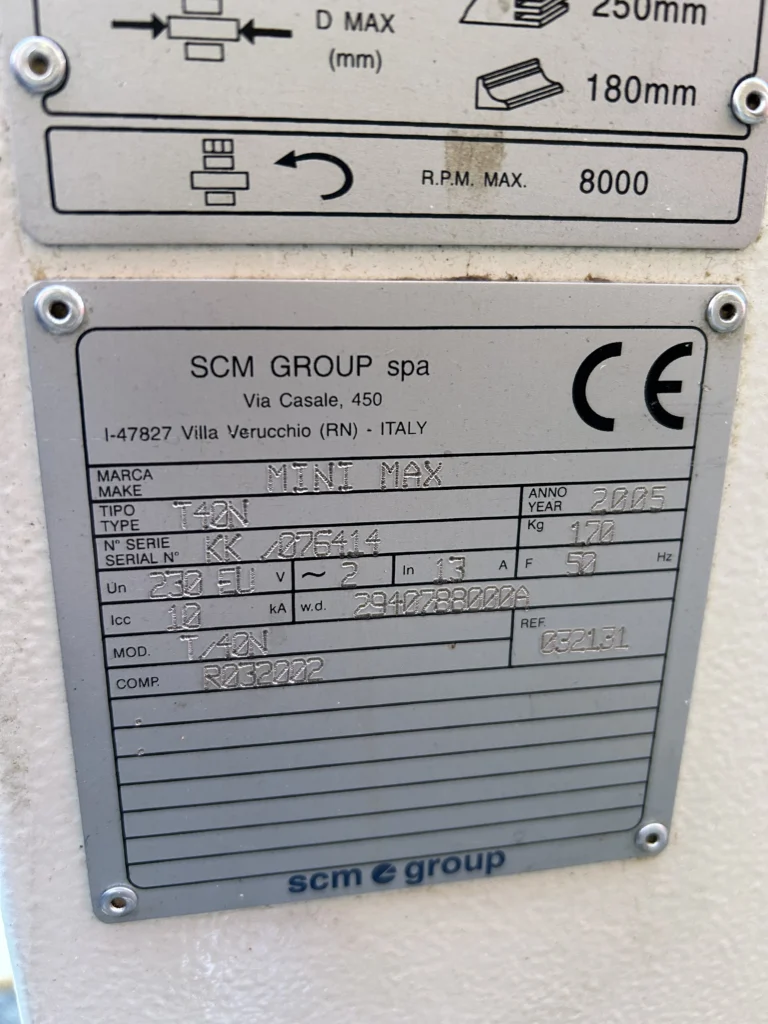 250mm
D MAX
(mm)
180mm
R.P.M. MAX. 8000
SCM GROUP spa
Via Casale, 450
I-47827 Villa Verucchio (RN) - ITALY
CE
MARCA
MAKE
MINI MAX
TIPO
TYPE
T40N
ANNO
YEAR
2005
N° SERIE
SERIAL N°
KK /076414
Kg 170
Un 230 EU V ~ 2 In 13 A F 50 Hz
Icc 10 kA w.d. 2940788000A
MOD. T/40N
REF.
032131
COMP. R032002
scm group